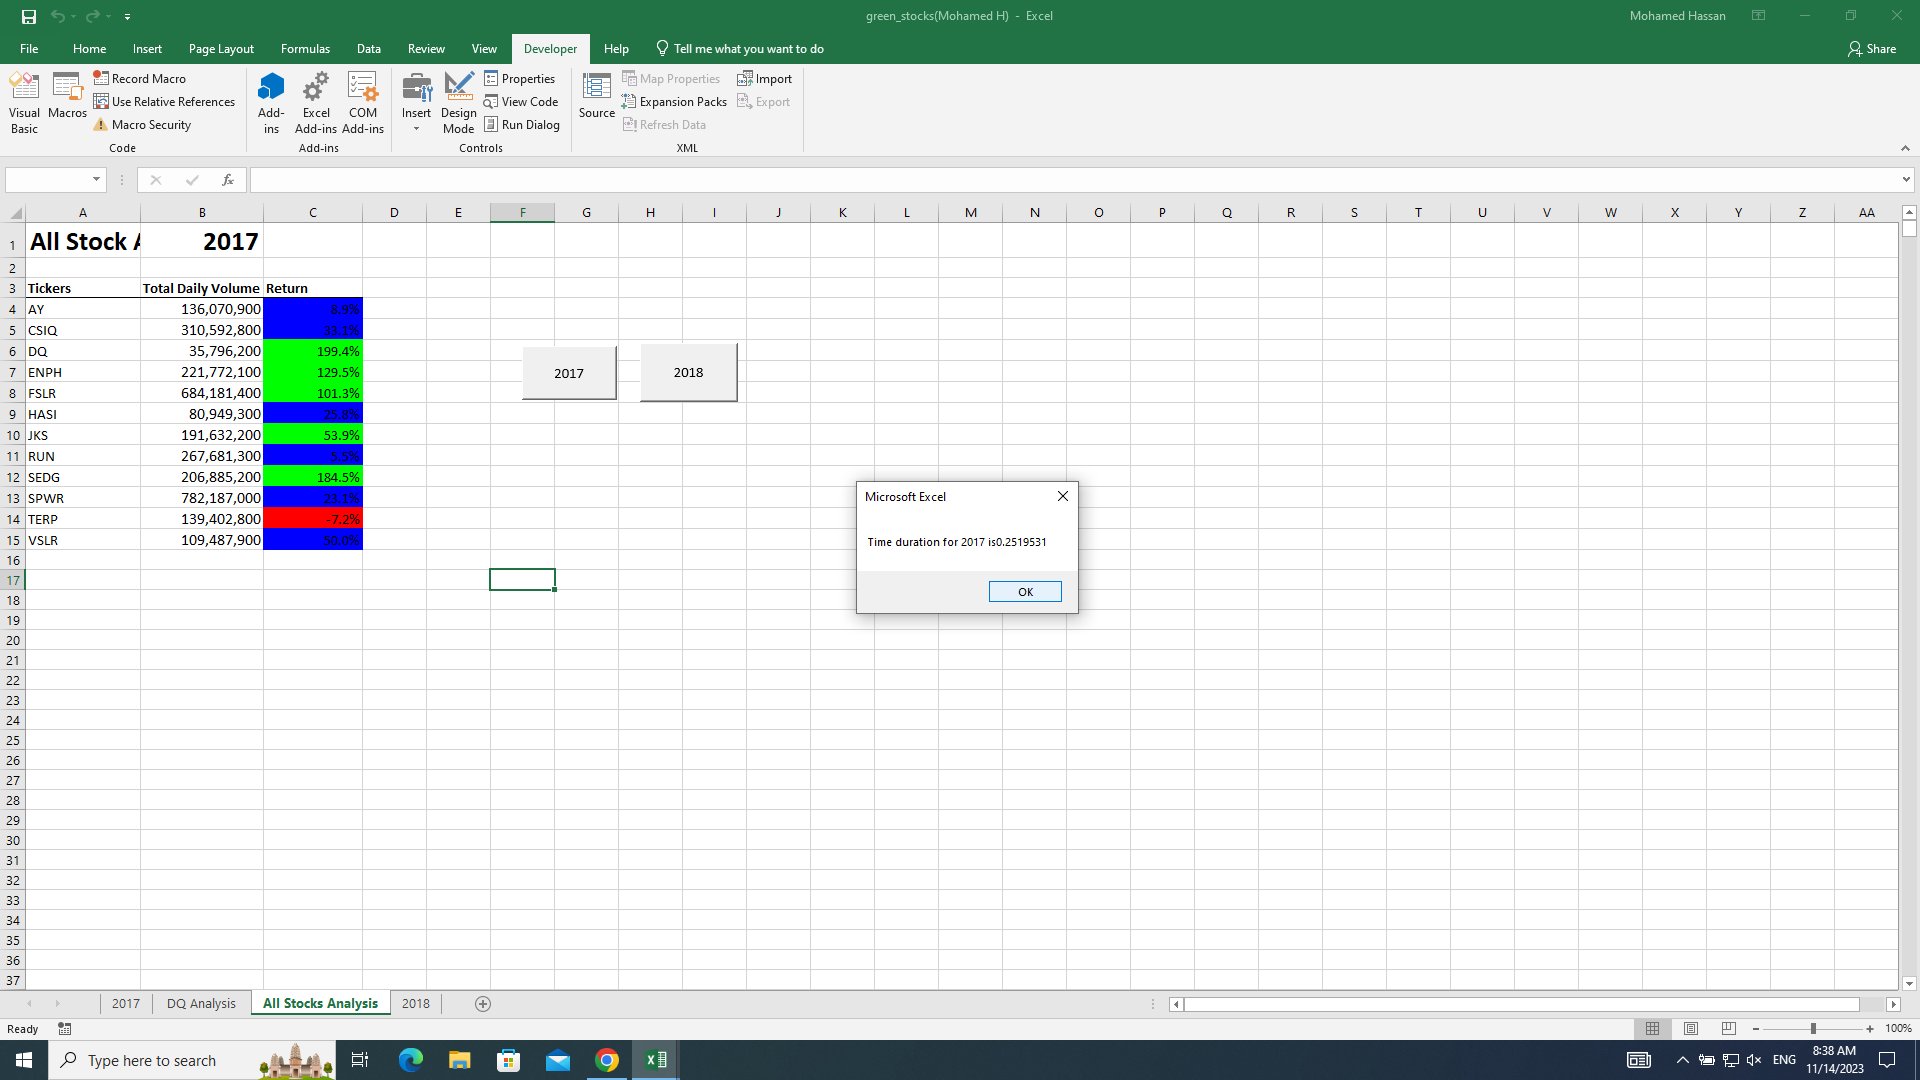 green_stocks(Mohamed H) - Excel
Mohamed Hassan
File Home Insert Page Layout Formulas Data Review View Developer Help Tell me what you want to do Share
Visual Basic
Macros
Record Macro
Use Relative References
Macro Security
Code
Add-ins
Excel Add-ins
COM Add-ins
Add-ins
Insert
Design Mode
Properties
View Code
Run Dialog
Controls
Source
Map Properties
Expansion Packs
Refresh Data
Import
Export
XML
fx
A B C D E F G H I J K L M N O P Q R S T U V W X Y Z AA
1 All Stock A 2017
2
3 Tickers Total Daily Volume Return
4 AY 136,070,900 8.9%
5 CSIQ 310,592,800 33.1%
6 DQ 35,796,200 199.4%
7 ENPH 221,772,100 129.5%
8 FSLR 684,181,400 101.3%
9 HASI 80,949,300 25.8%
10 JKS 191,632,200 53.9%
11 RUN 267,681,300 5.5%
12 SEDG 206,885,200 184.5%
13 SPWR 782,187,000 23.1%
14 TERP 139,402,800 -7.2%
15 VSLR 109,487,900 50.0%
2017
2018
Microsoft Excel
Time duration for 2017 is0.2519531
OK
16
17
18
19
20
21
22
23
24
25
26
27
28
29
30
31
32
33
34
35
36
37
2017 DQ Analysis All Stocks Analysis 2018
Ready
100%
Type here to search
ENG
8:38 AM
11/14/2023